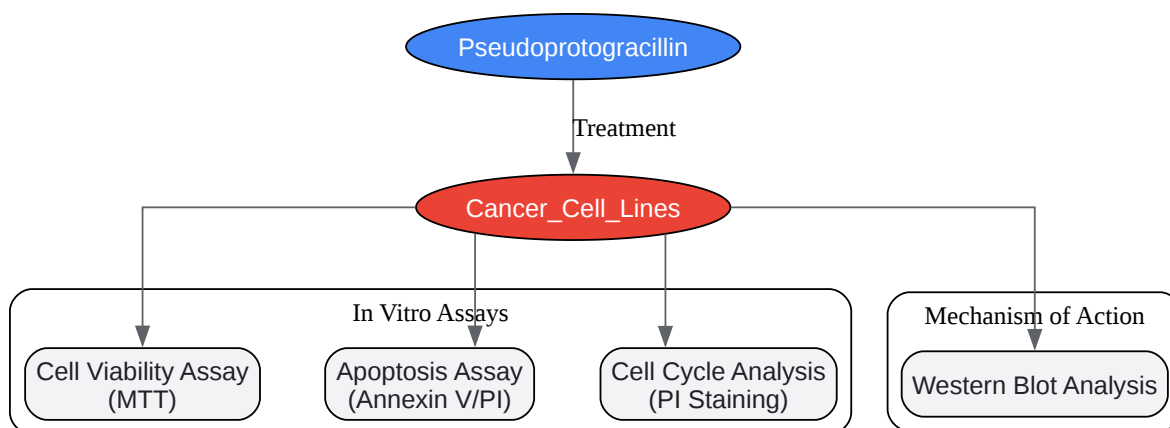 Pseudoprotogracillin
Treatment
Cancer_Cell_Lines
In Vitro Assays
Mechanism of Action
Cell Viability Assay
(MTT)
Apoptosis Assay
(Annexin V/PI)
Cell Cycle Analysis
(PI Staining)
Western Blot Analysis